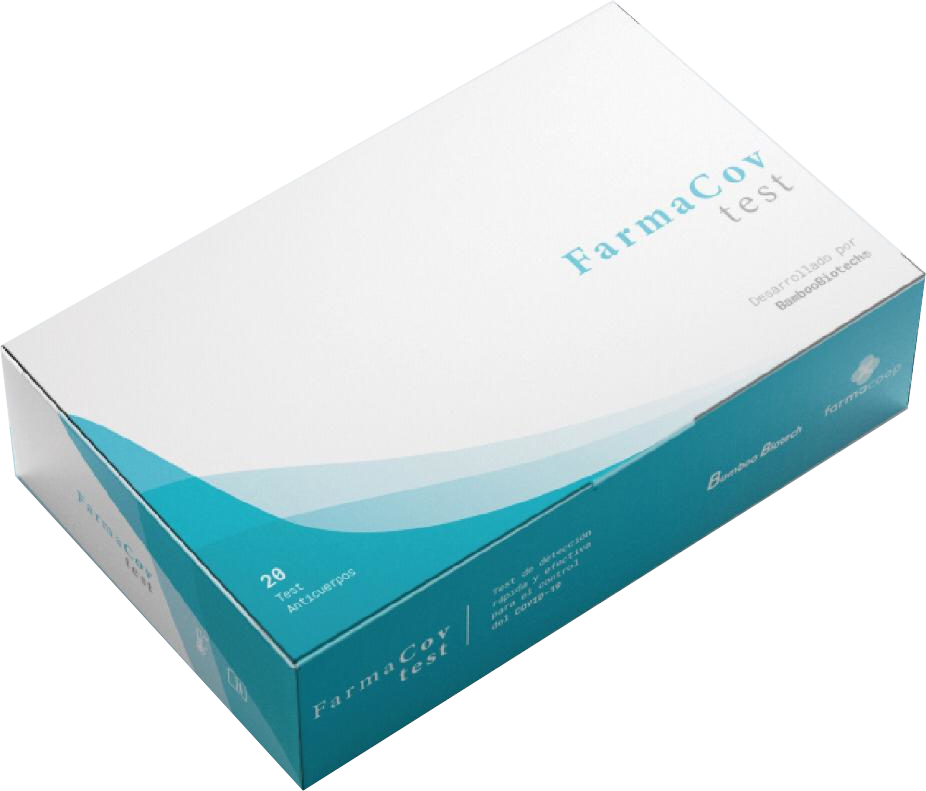 FarmaCov
test
Desarrollado por
BambooBiotech®
20
Test
Anticuerpos
FarmaCov
test
FarmaCov
test
Test de detección
rápida y efectiva
para el control
del COVID-19
Bamboo Biotech
farmacoop